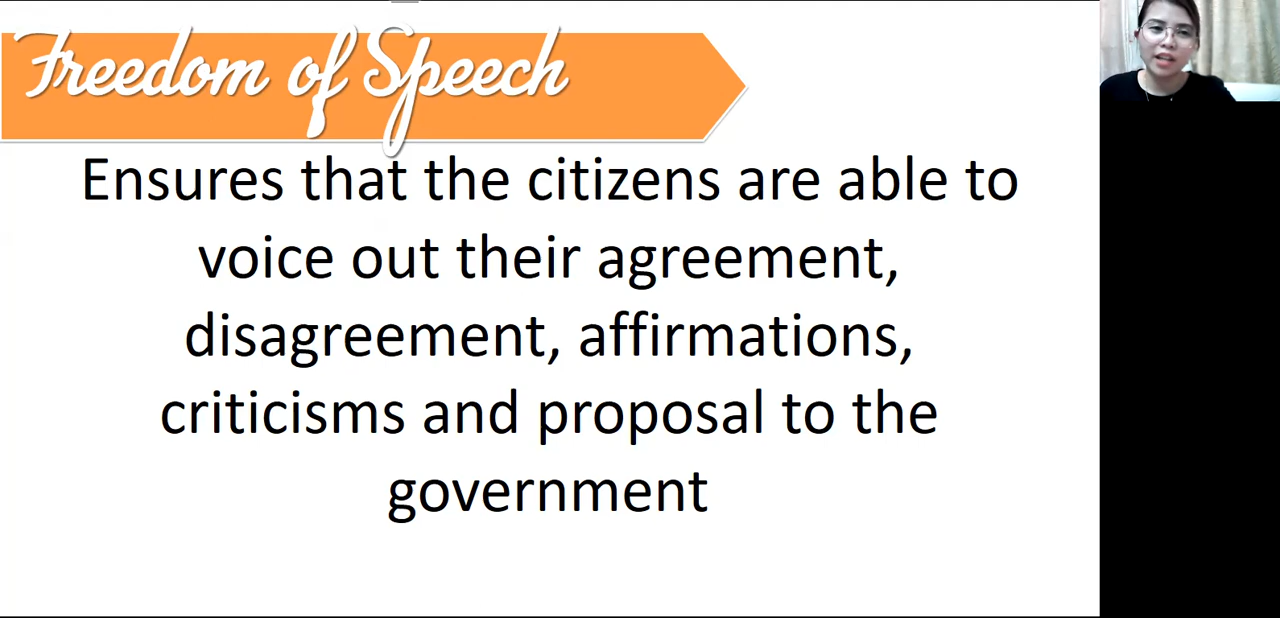 Freedom of Speech
Ensures that the citizens are able to
voice out their agreement,
disagreement, affirmations,
criticisms and proposal to the
government